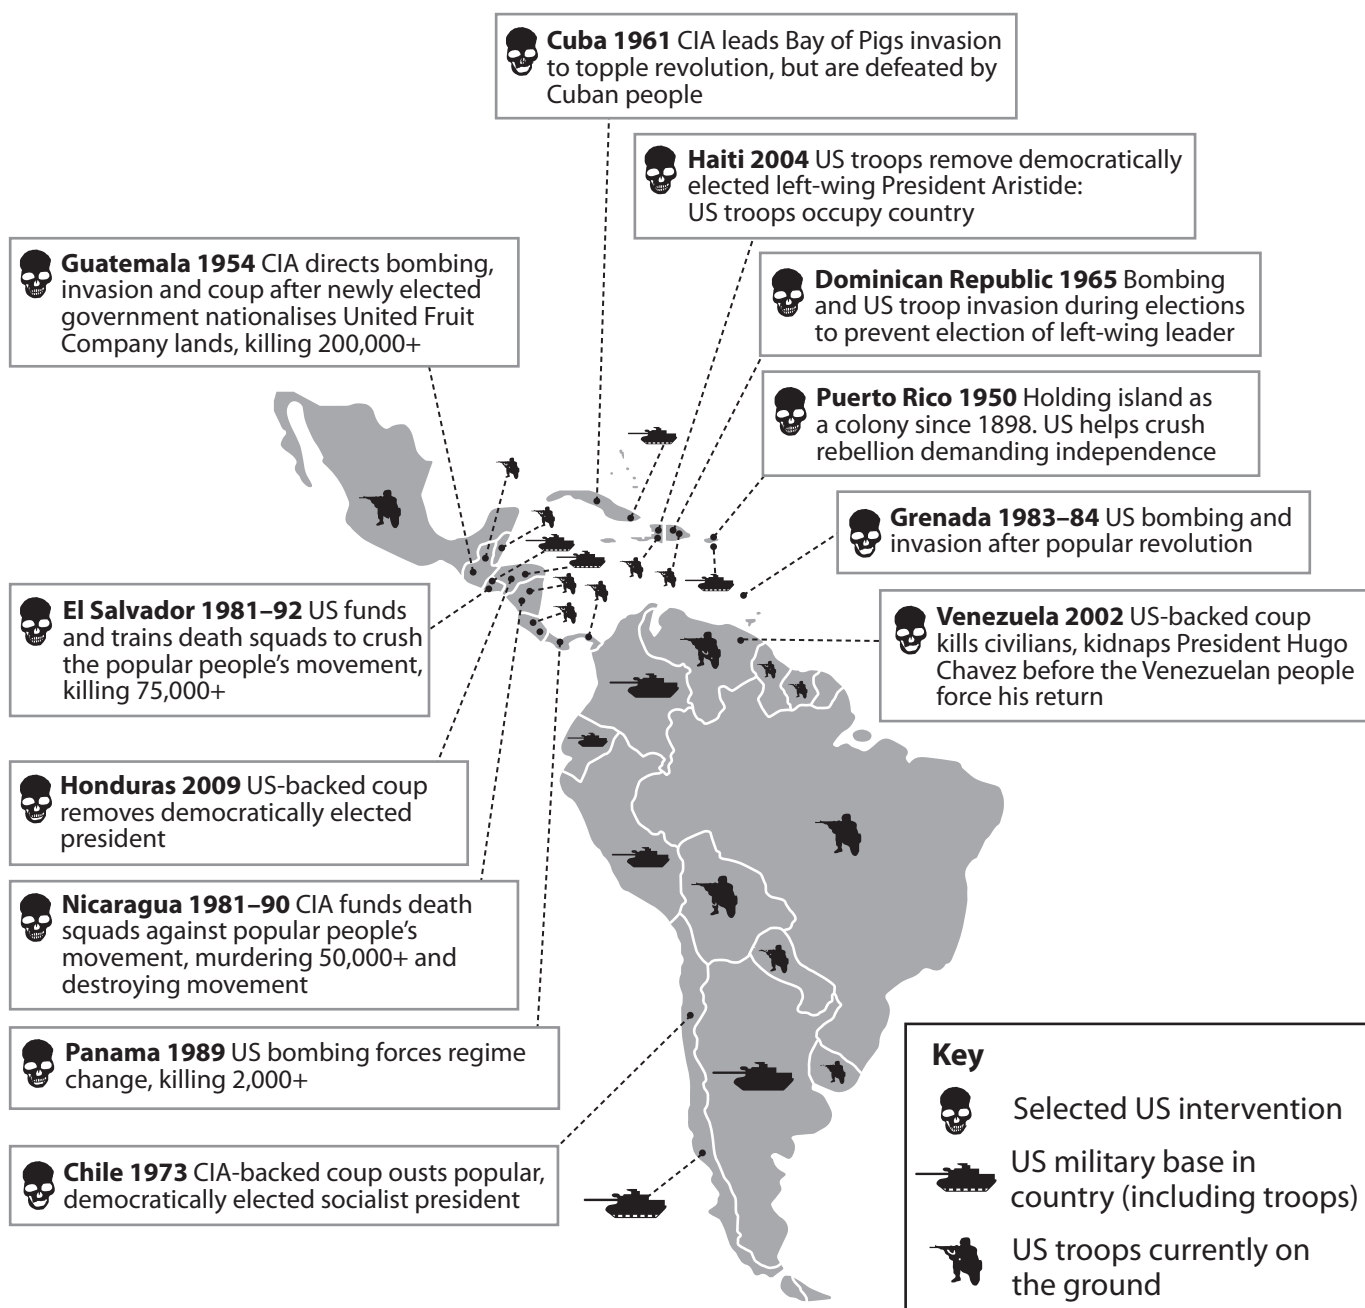 Cuba 1961 CIA leads Bay of Pigs invasion
to topple revolution, but are defeated by
Cuban people
Haiti 2004 US troops remove democratically
elected left-wing President Aristide:
US troops occupy country
Guatemala 1954 CIA directs bombing,
invasion and coup after newly elected
government nationalises United Fruit
Company lands, killing 200,000+
Dominican Republic 1965 Bombing
and US troop invasion during elections
to prevent election of left-wing leader
Puerto Rico 1950 Holding island as
a colony since 1898. US helps crush
rebellion demanding independence
Grenada 1983–84 US bombing and
invasion after popular revolution
El Salvador 1981–92 US funds
and trains death squads to crush
the popular people's movement,
killing 75,000+
Venezuela 2002 US-backed coup
kills civilians, kidnaps President Hugo
Chavez before the Venezuelan people
force his return
Honduras 2009 US-backed coup
removes democratically elected
president
Nicaragua 1981–90 CIA funds death
squads against popular people's
movement, murdering 50,000+ and
destroying movement
Panama 1989 US bombing forces regime
change, killing 2,000+
Chile 1973 CIA-backed coup ousts popular,
democratically elected socialist president
Key
Selected US intervention
US military base in
country (including troops)
US troops currently on
the ground